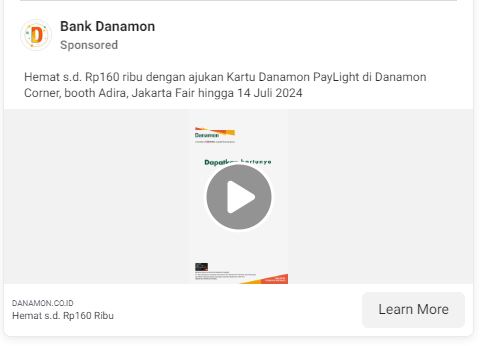 Bank Danamon
Sponsored
Hemat s.d. Rp160 ribu dengan ajukan Kartu Danamon PayLight di Danamon
Corner, booth Adira, Jakarta Fair hingga 14 Juli 2024
Danamon
Dapatkan
DANAMON.CO.ID
Hemat s.d. Rp160 Ribu
Learn More